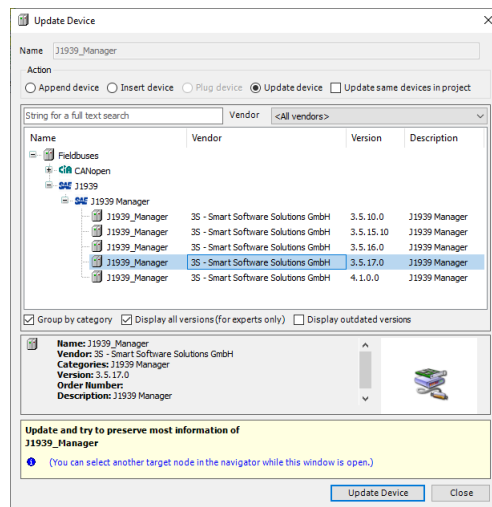 Update Device
Name J1939_Manager
Action
Append device Insert device Plug device Update device Update same devices in project
String for a full text search Vendor <All vendors>
Name Vendor Version Description
Fieldbuses
CiA CANopen
SAE J1939
SAE J1939 Manager
J1939_Manager 3S - Smart Software Solutions GmbH 3.5.10.0 J1939 Manager
J1939_Manager 3S - Smart Software Solutions GmbH 3.5.15.10 J1939 Manager
J1939_Manager 3S - Smart Software Solutions GmbH 3.5.16.0 J1939 Manager
J1939_Manager 3S - Smart Software Solutions GmbH 3.5.17.0 J1939 Manager
J1939_Manager 3S - Smart Software Solutions GmbH 4.1.0.0 J1939 Manager
Group by category Display all versions (for experts only) Display outdated versions
Name: J1939_Manager
Vendor: 3S - Smart Software Solutions GmbH
Categories: J1939 Manager
Version: 3.5.17.0
Order Number:
Description: J1939 Manager
Update and try to preserve most information of
J1939_Manager
(You can select another target node in the navigator while this window is open.)
Update Device Close